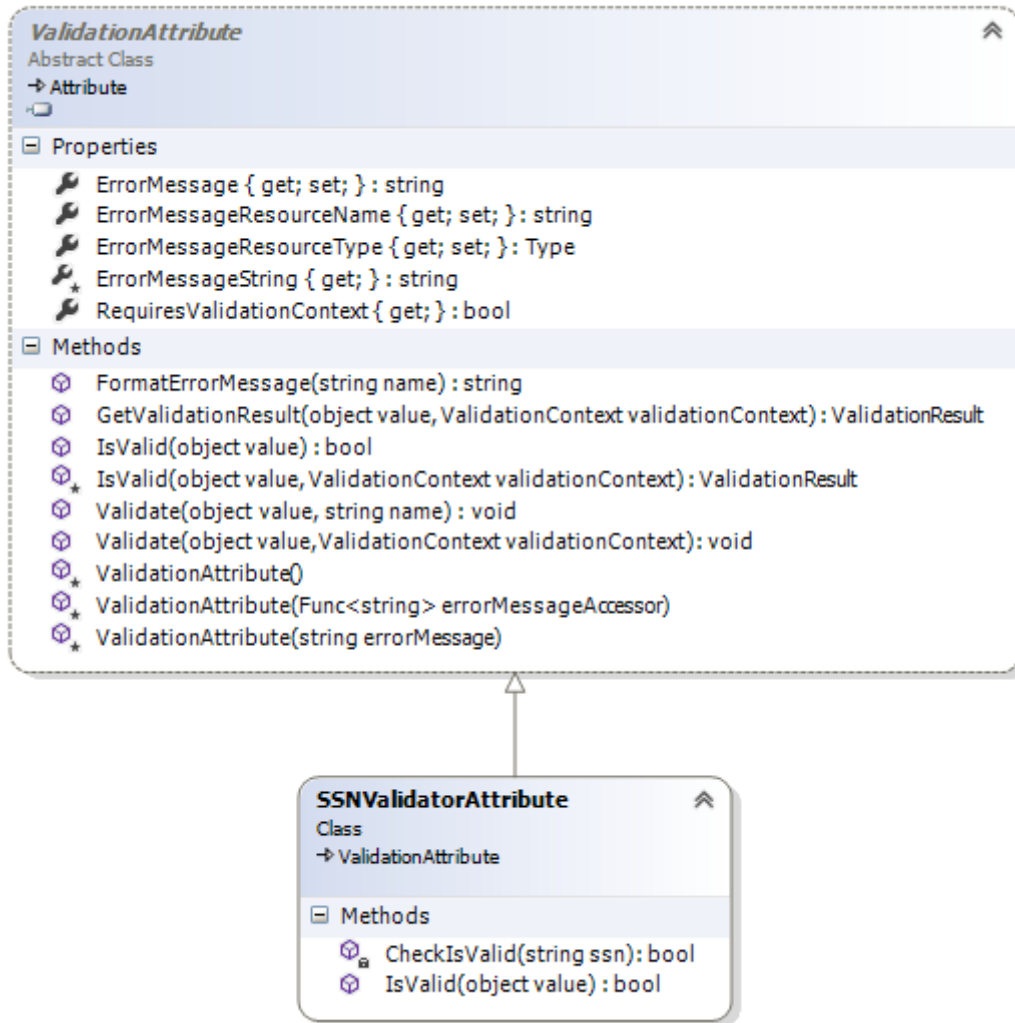 ValidationAttribute
Abstract Class
Attribute
Properties
ErrorMessage { get; set; } : string
ErrorMessageResourceName { get; set; } : string
ErrorMessageResourceType { get; set; } : Type
ErrorMessageString { get; } : string
RequiresValidationContext { get; } : bool
Methods
FormatErrorMessage(string name) : string
GetValidationResult(object value, ValidationContext validationContext) : ValidationResult
IsValid(object value) : bool
IsValid(object value, ValidationContext validationContext) : ValidationResult
Validate(object value, string name) : void
Validate(object value,ValidationContext validationContext) : void
ValidationAttribute()
ValidationAttribute(Func<string> errorMessageAccessor)
ValidationAttribute(string errorMessage)
SSNValidatorAttribute
Class
ValidationAttribute
Methods
CheckIsValid(string ssn) : bool
IsValid(object value) : bool